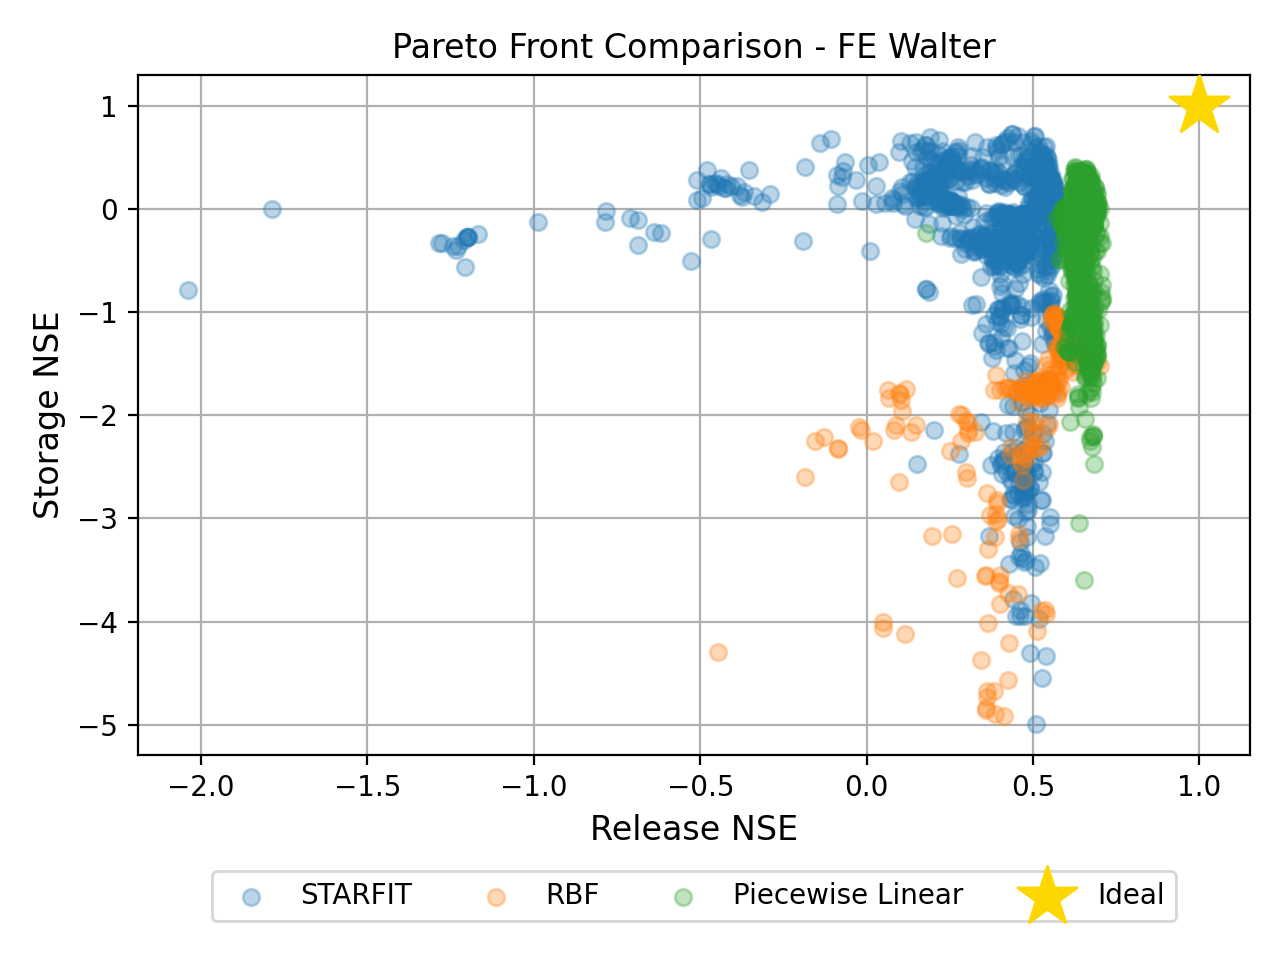 Pareto Front Comparison - FE Walter
Storage NSE
1
0
−1
−2
−3
−4
−5
−2.0 −1.5 −1.0 −0.5 0.0 0.5 1.0
Release NSE
STARFIT RBF Piecewise Linear Ideal